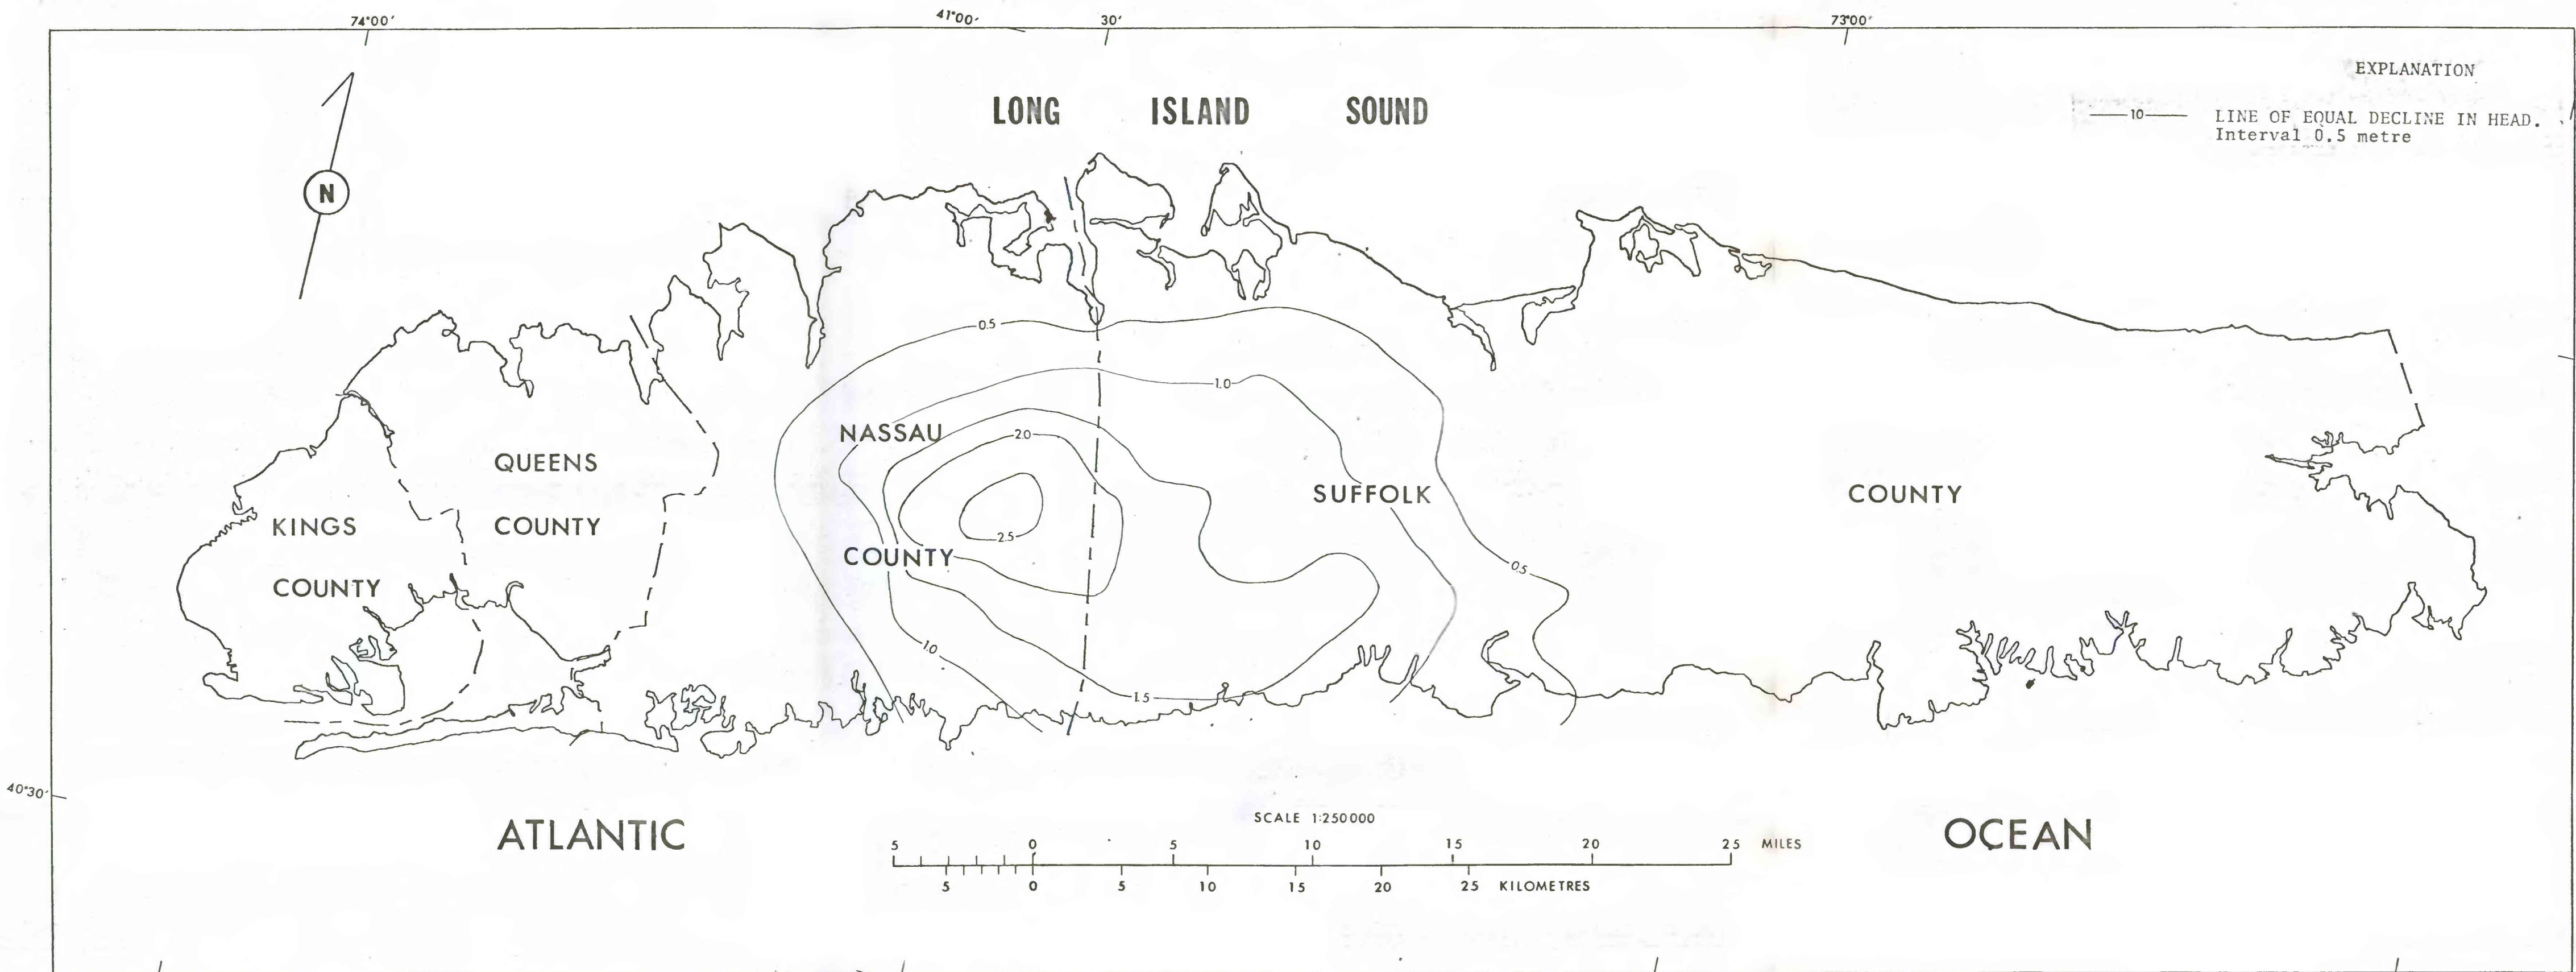 74°00'
41°00'
30'
73°00'
EXPLANATION
LONG ISLAND SOUND
10
LINE OF EQUAL DECLINE IN HEAD.
Interval 0.5 metre
N
0.5
1.0
NASSAU
2.0
QUEENS
SUFFOLK
COUNTY
KINGS
COUNTY
2.5
COUNTY
0.5
COUNTY
1.0
1.5
40°30'
ATLANTIC
SCALE 1:250000
OCEAN
5 0 5 10 15 20 25 MILES
5 0 5 10 15 20 25 KILOMETRES